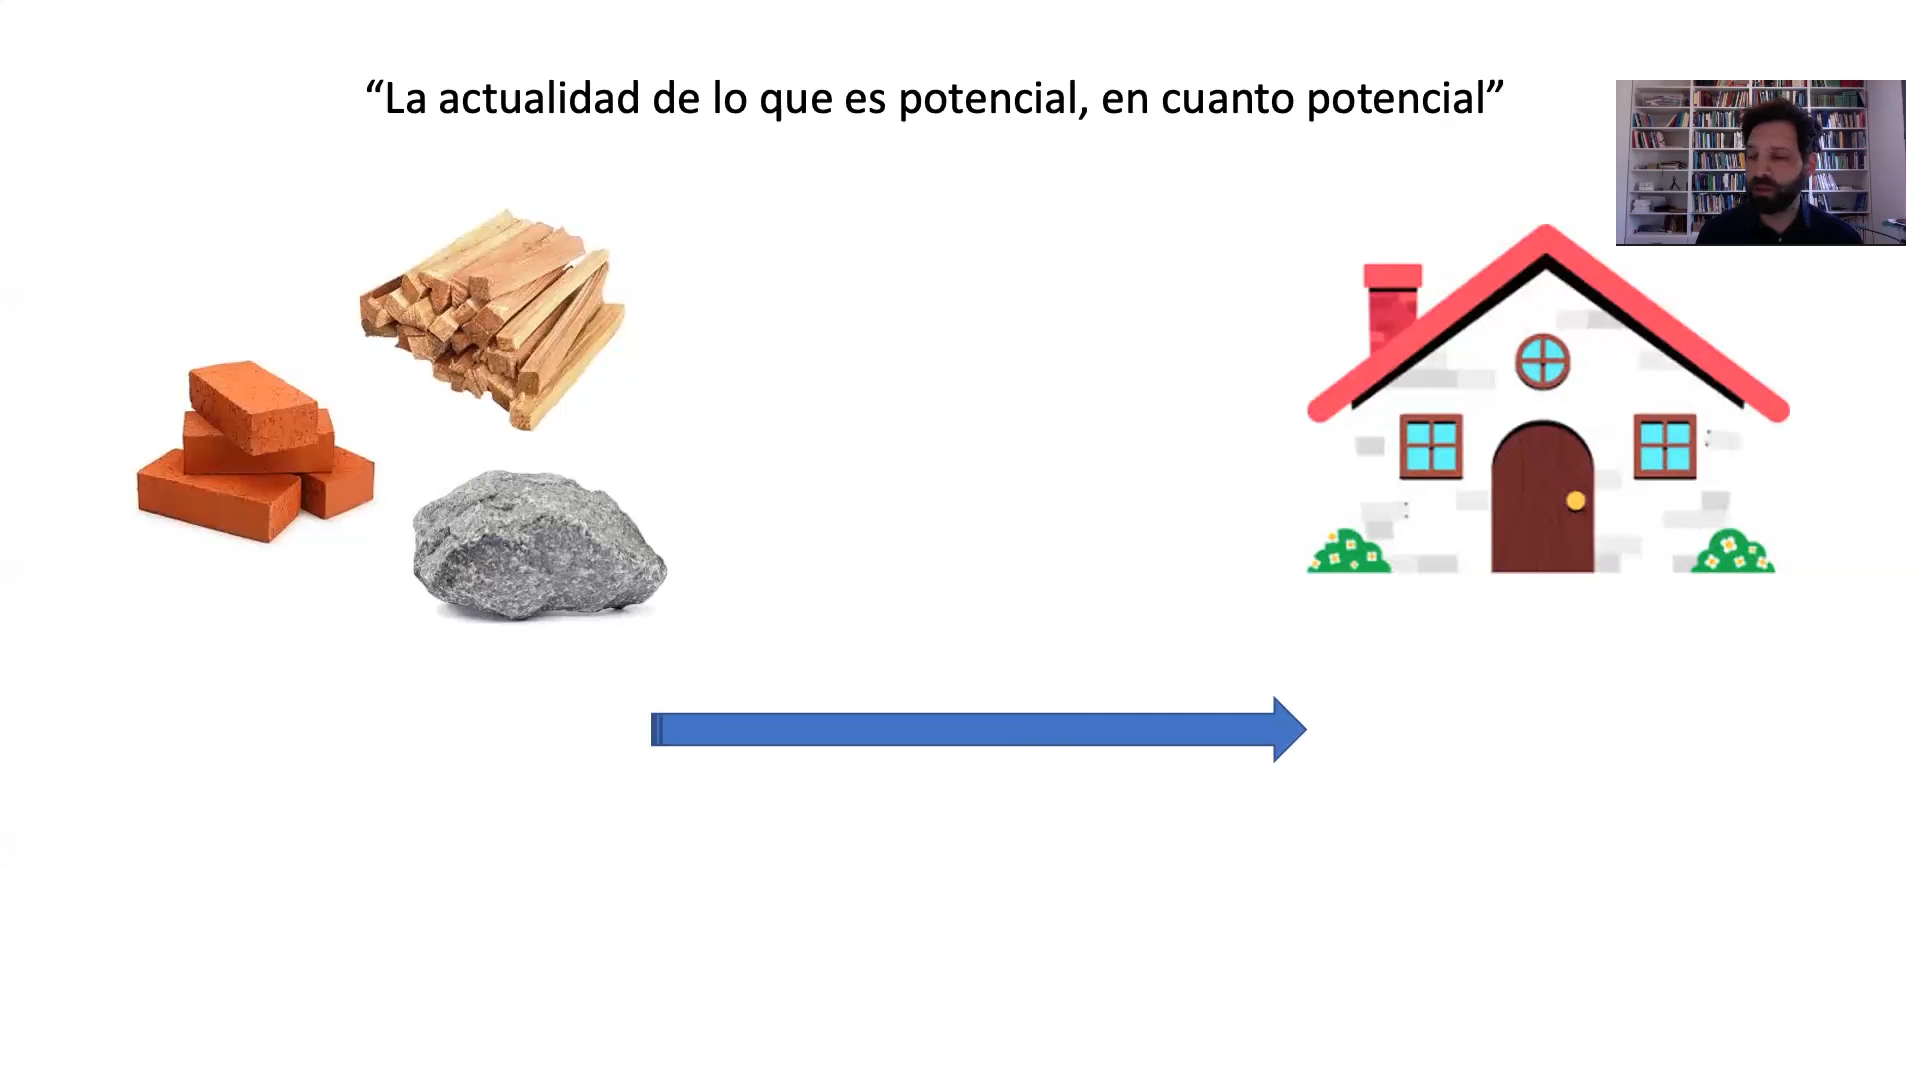 “La actualidad de lo que es potencial, en cuanto potencial”